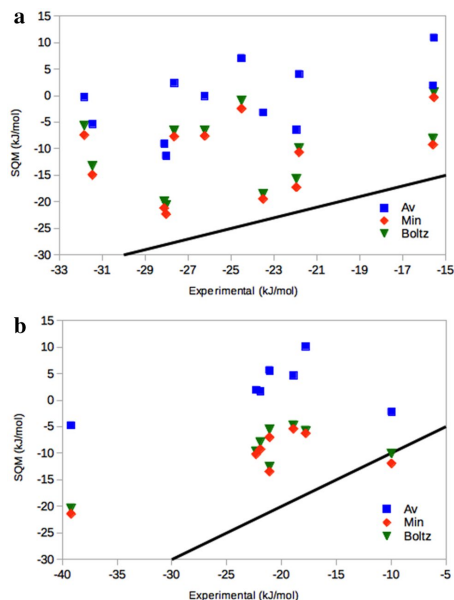 a
15
10
5
0
-5
-10
-15
-20
-25
-30
SQM (kJ/mol)
Av
Min
Boltz
-33 -31 -29 -27 -25 -23 -21 -19 -17 -15
Experimental (kJ/mol)
b
15
10
5
0
-5
-10
-15
-20
-25
-30
SQM (kJ/mol)
Av
Min
Boltz
-40 -35 -30 -25 -20 -15 -10 -5
Experimental (kJ/mol)